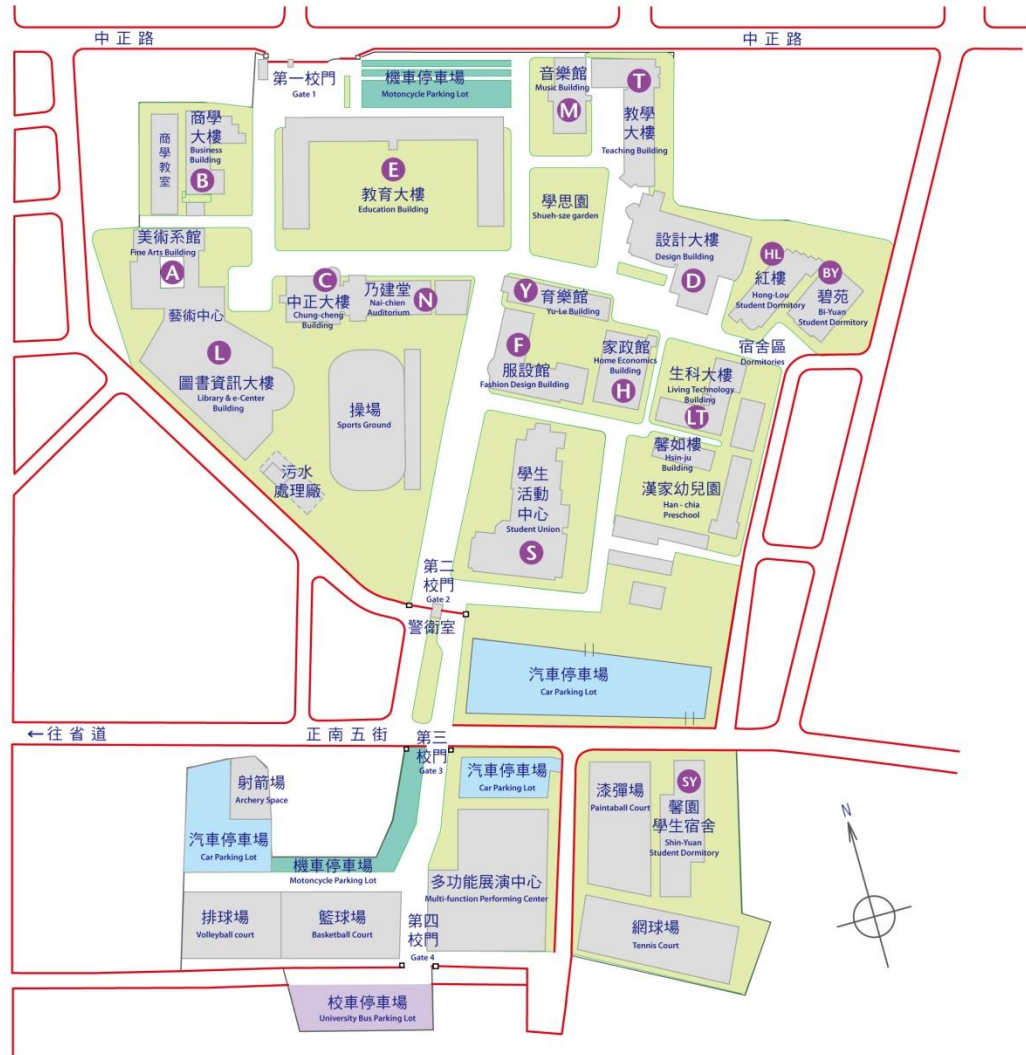 中正路
中正路
第一校門
Gate 1
機車停車場
Motoncycle Parking Lot
音樂館
Music Building
M
T
教學
大樓
Teaching Building
商學
大樓
Business
Building
B
商學教室
E
教育大樓
Education Building
學思園
Shueh-sze garden
設計大樓
Design Building
D
HL
紅樓
Hong-Lou
Student Dormitory
BY
碧苑
Bi-Yuan
Student Dormitory
美術系館
Fine Arts Building
A
藝術中心
C
中正大樓
Chung-cheng
Building
乃建堂
Nai-chien
Auditorium
N
Y
育樂館
Yu-Le Building
F
服設館
Fashion Design Building
家政館
Home Economics
Building
H
宿舍區
Dormitories
生科大樓
Living Technology
Building
LT
L
圖書資訊大樓
Library & e-Center
Building
操場
Sports Ground
污水
處理廠
馨如樓
Hsin-ju
Building
漢家幼兒園
Han - chia
Preschool
學生
活動
中心
Student Union
S
第二
校門
Gate 2
警衛室
汽車停車場
Car Parking Lot
←往省道
正南五街
第三
校門
Gate 3
汽車停車場
Car Parking Lot
射箭場
Archery Space
汽車停車場
Car Parking Lot
機車停車場
Motoncycle Parking Lot
多功能展演中心
Multi-function Performing Center
漆彈場
Paintaball Court
SY
馨園
學生宿舍
Shin-Yuan
Student Dormitory
N
排球場
Volleyball court
籃球場
Basketball Court
第四
校門
Gate 4
網球場
Tennis Court
校車停車場
University Bus Parking Lot